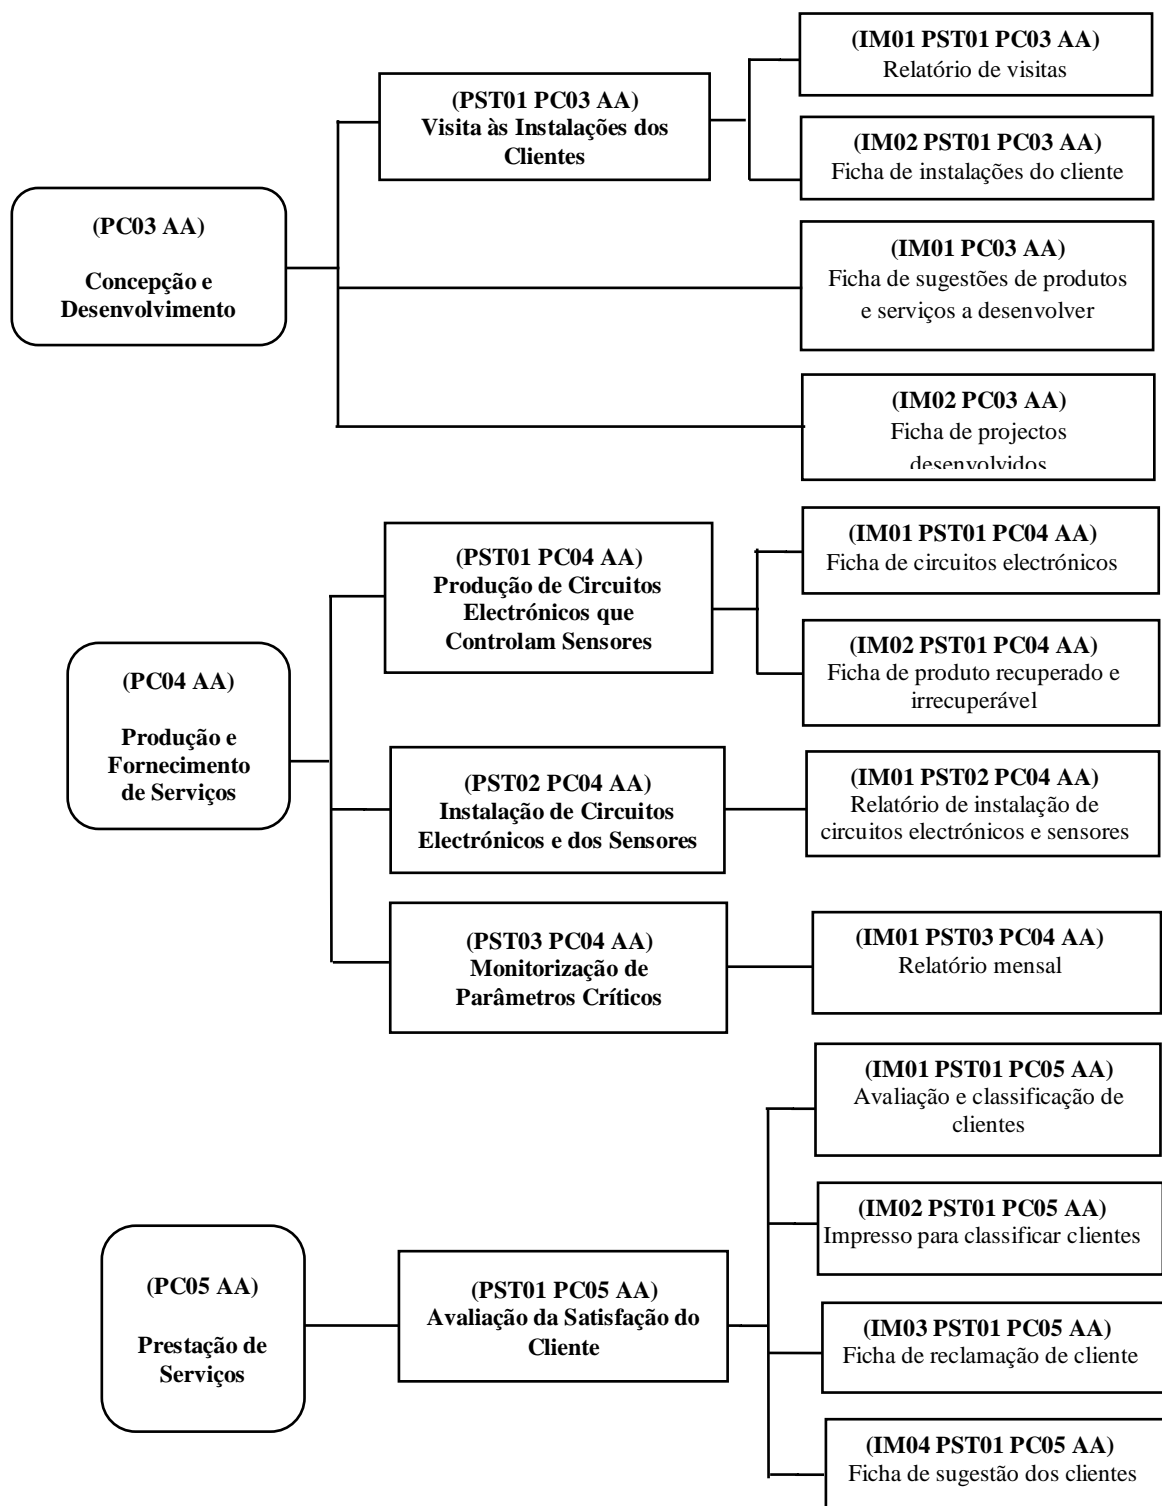 (IM01 PST01 PC03 AA)
Relatório de visitas
(PST01 PC03 AA)
Visita às Instalações dos
Clientes
(IM02 PST01 PC03 AA)
Ficha de instalações do cliente
(PC03 AA)
Concepção e
Desenvolvimento
(IM01 PC03 AA)
Ficha de sugestões de produtos
e serviços a desenvolver
(IM02 PC03 AA)
Ficha de projectos
desenvolvidos
(PST01 PC04 AA)
Produção de Circuitos
Electrónicos que
Controlam Sensores
(IM01 PST01 PC04 AA)
Ficha de circuitos electrónicos
(IM02 PST01 PC04 AA)
Ficha de produto recuperado e
irrecuperável
(PC04 AA)
Produção e
Fornecimento
de Serviços
(PST02 PC04 AA)
Instalação de Circuitos
Electrónicos e dos Sensores
(IM01 PST02 PC04 AA)
Relatório de instalação de
circuitos electrónicos e sensores
(PST03 PC04 AA)
Monitorização de
Parâmetros Críticos
(IM01 PST03 PC04 AA)
Relatório mensal
(IM01 PST01 PC05 AA)
Avaliação e classificação de
clientes
(IM02 PST01 PC05 AA)
Impresso para classificar clientes
(PC05 AA)
Prestação de
Serviços
(PST01 PC05 AA)
Avaliação da Satisfação do
Cliente
(IM03 PST01 PC05 AA)
Ficha de reclamação de cliente
(IM04 PST01 PC05 AA)
Ficha de sugestão dos clientes